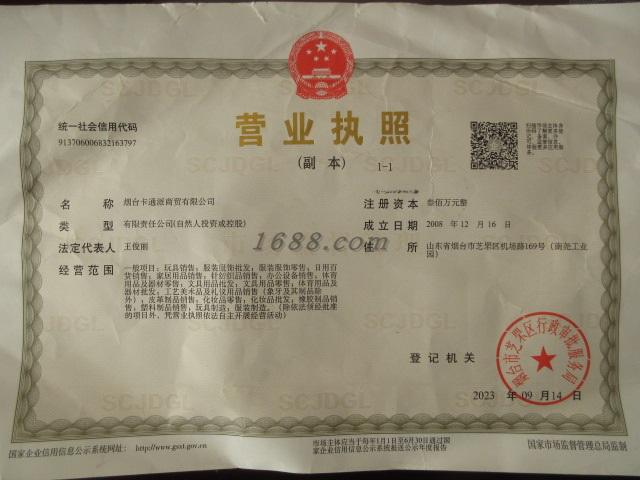 营业执照
（副 本） 1-1
统一社会信用代码
913706006832163797
名 称 烟台卡通派商贸有限公司
类 型 有限责任公司(自然人投资或控股)
法定代表人 王俊丽
经营范围 一般项目：玩具销售；服装服饰批发；服装服饰零售；日用百
货销售；家居用品销售；针纺织品销售；办公设备销售；体育
用品及器材零售；文具用品批发；文具用品零售；体育用品及
器材批发；工艺美术品及礼仪用品销售（象牙及其制品除
外）；皮革制品销售；化妆品零售；化妆品批发；橡胶制品销
售；塑料制品销售；玩具制造；服装制造。（除依法须经批准
的项目外，凭营业执照依法自主开展经营活动）
注册资本 叁佰万元整
成立日期 2008 年 12 月 16 日
住 所 山东省烟台市芝罘区机场路169号（南尧工业
园）
1688.com
登记机关
烟台市芝罘区行政审批服务局
2023 年 09 月 14 日
国家企业信用信息公示系统网址： http://www.gsxt.gov.cn
市场主体应当于每年1月1日至6月30日通过国
家企业信用信息公示系统报送公示年度报告
国家市场监督管理总局监制